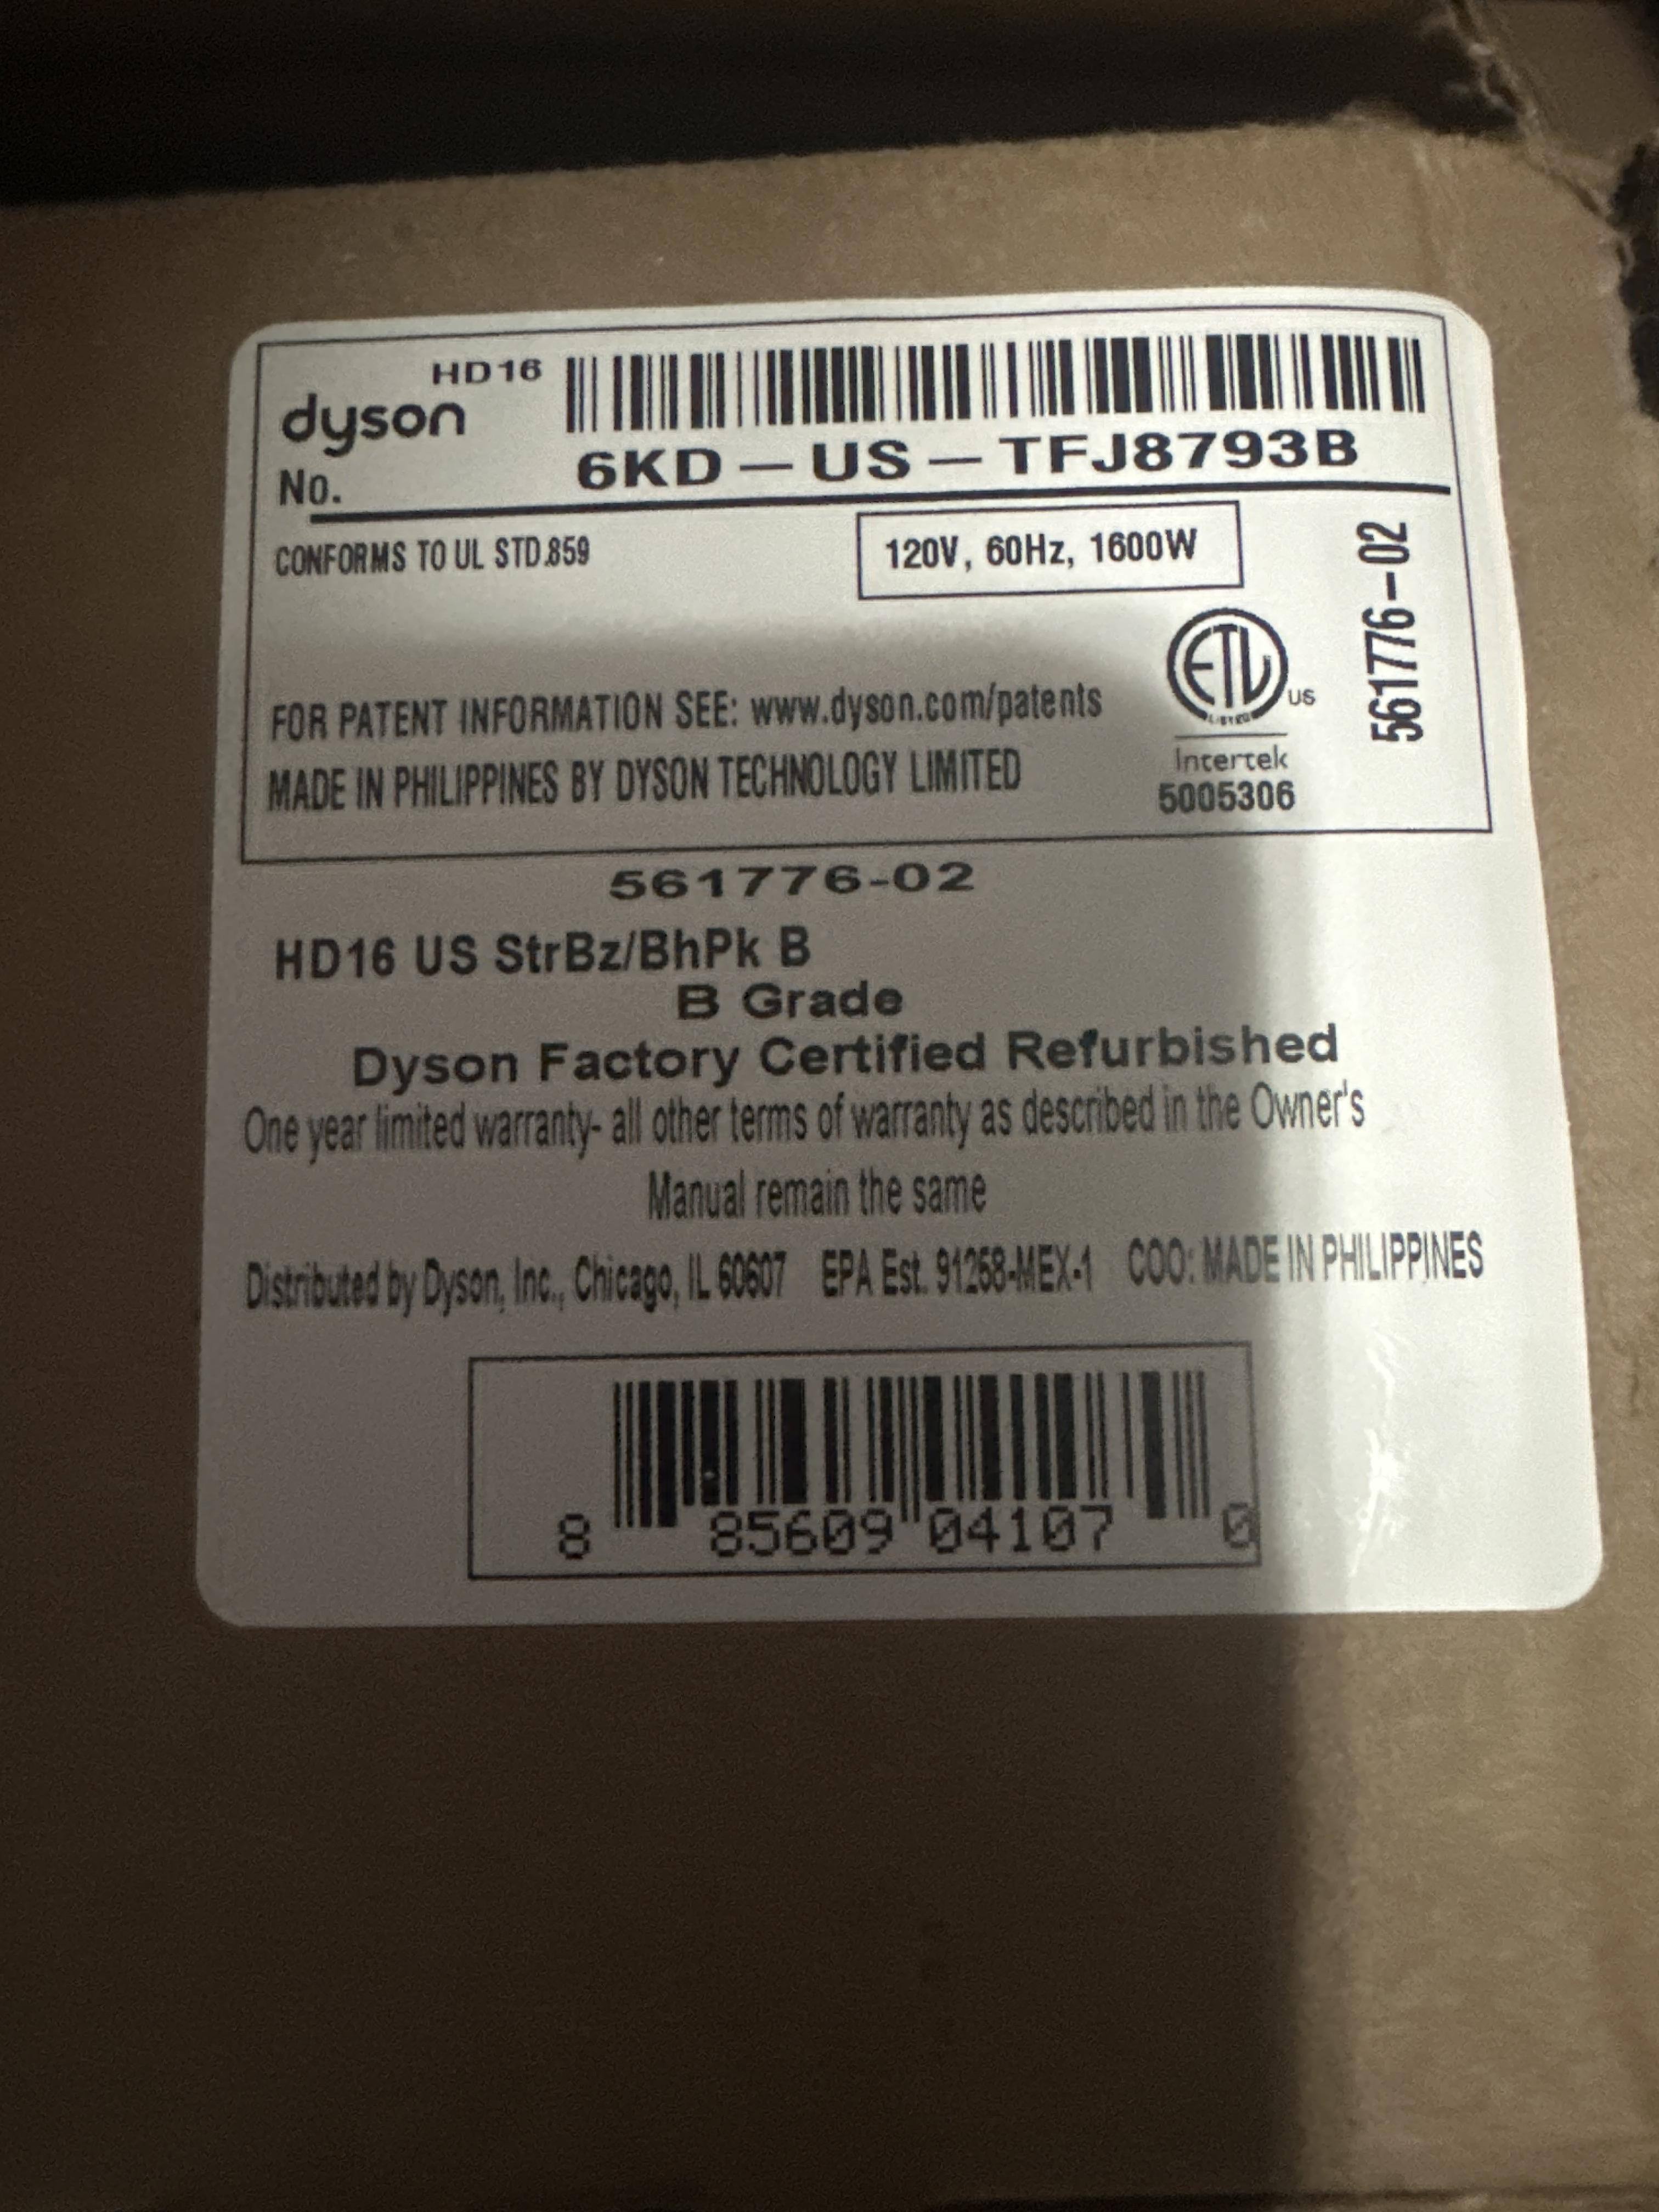 HD16
dyson
No. 6KD-US-TFJ8793B
CONFORMS TO UL STD.859
120V, 60Hz, 1600W
561776-02
ETL
US
Intertek
5005306
FOR PATENT INFORMATION SEE: www.dyson.com/patents
MADE IN PHILIPPINES BY DYSON TECHNOLOGY LIMITED
561776-02
HD16 US StrBz/BhPk B
B Grade
Dyson Factory Certified Refurbished
One year limited warranty- all other terms of warranty as described in the Owner's
Manual remain the same
Distributed by Dyson, Inc., Chicago, IL 60607 EPA Est. 91268-MEX-1 COO: MADE IN PHILIPPINES
8 85609 04107 0